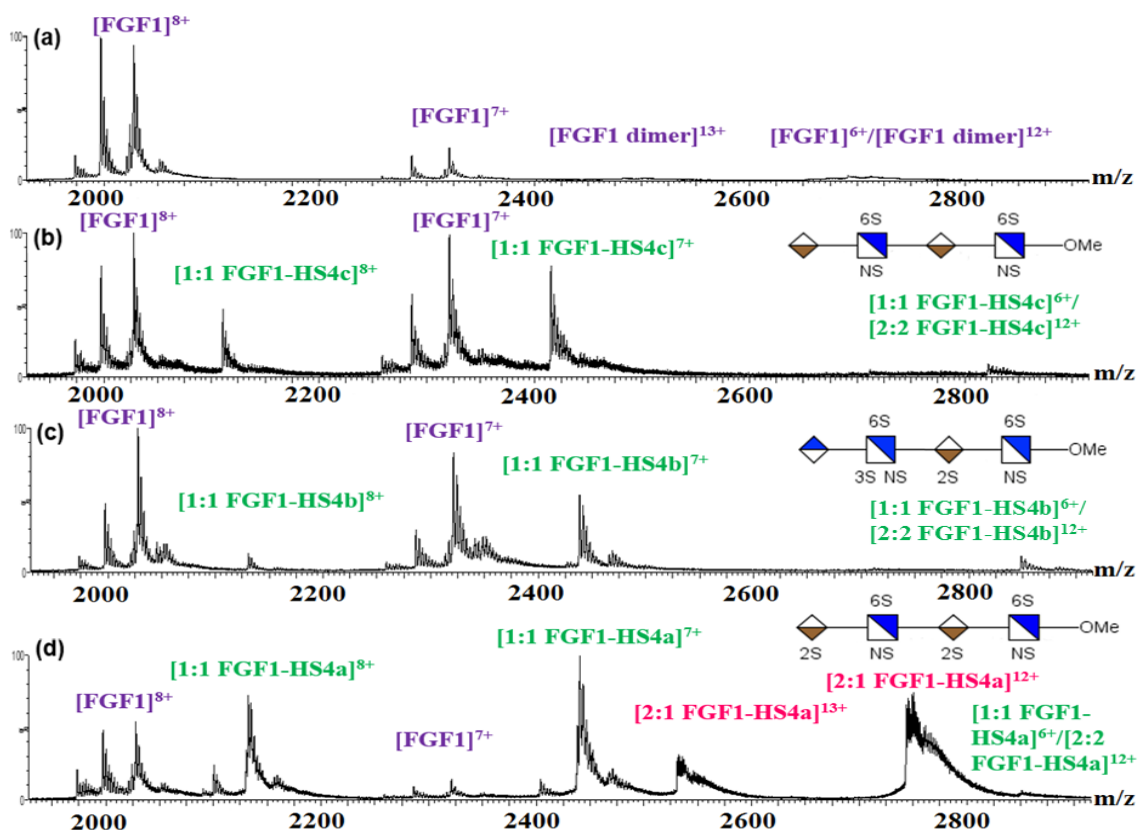 (a)
[FGF1]8+
[FGF1]7+
[FGF1 dimer]13+
[FGF1]6+/[FGF1 dimer]12+
100
2000 2200 2400 2600 2800 m/z
(b)
[FGF1]8+
[1:1 FGF1-HS4c]8+
[FGF1]7+
[1:1 FGF1-HS4c]7+
6S 6S
OMe
NS NS
[1:1 FGF1-HS4c]6+/
[2:2 FGF1-HS4c]12+
100
2000 2200 2400 2600 2800 m/z
(c)
[FGF1]8+
[1:1 FGF1-HS4b]8+
[FGF1]7+
[1:1 FGF1-HS4b]7+
6S 6S
OMe
3S NS 2S NS
[1:1 FGF1-HS4b]6+/
[2:2 FGF1-HS4b]12+
100
2000 2200 2400 2600 2800 m/z
(d)
[FGF1]8+
[1:1 FGF1-HS4a]8+
[FGF1]7+
[1:1 FGF1-HS4a]7+
[2:1 FGF1-HS4a]13+
6S 6S
OMe
2S NS 2S NS
[2:1 FGF1-HS4a]12+
[1:1 FGF1-
HS4a]6+/[2:2
FGF1-HS4a]12+
100
0
2000 2200 2400 2600 2800 m/z